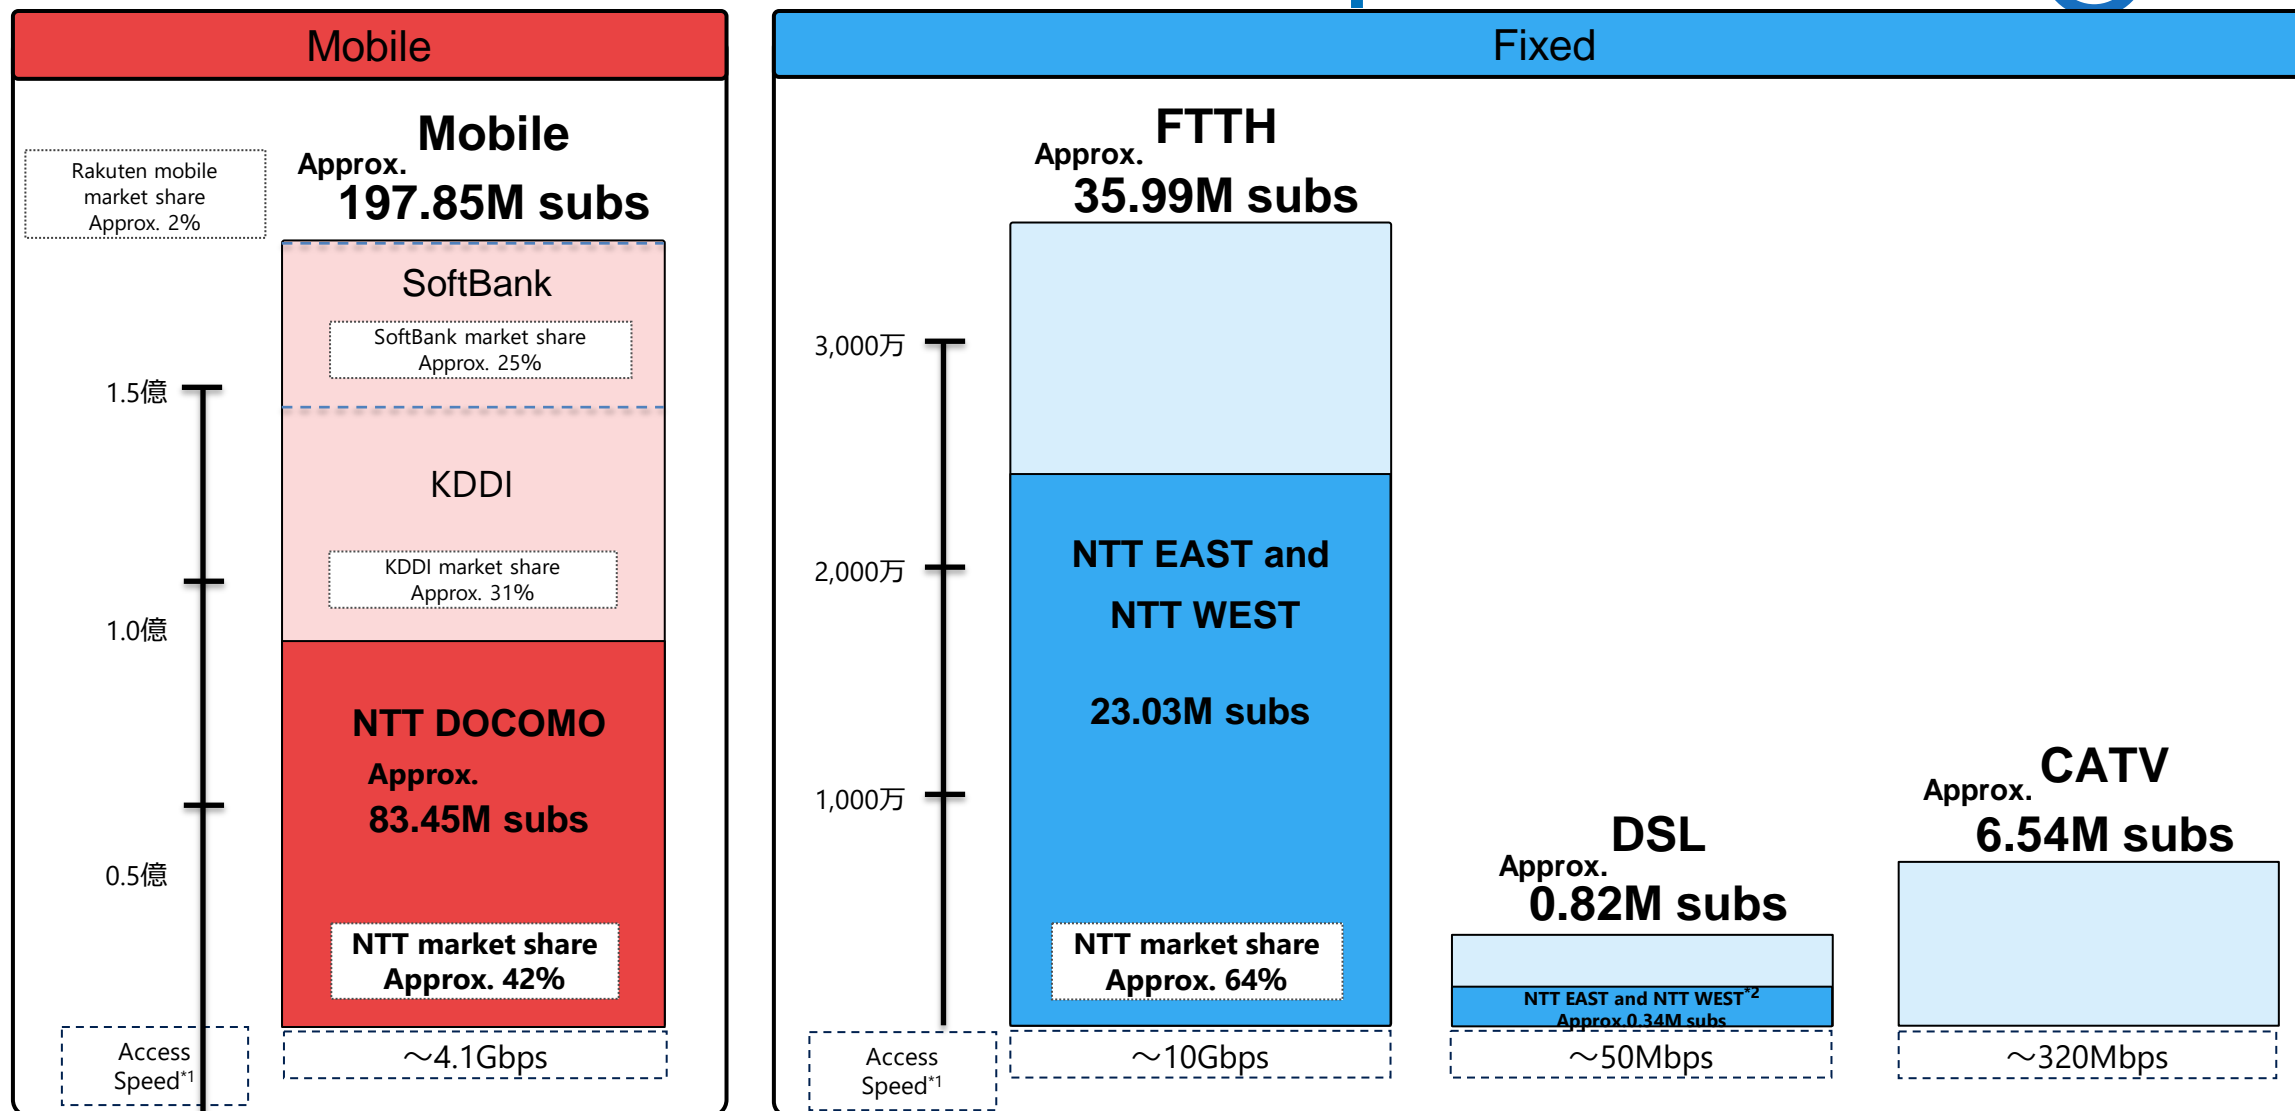 Mobile
Rakuten mobile
market share
Approx. 2%
Mobile
Approx.
197.85M subs
SoftBank
SoftBank market share
Approx. 25%
KDDI
KDDI market share
Approx. 31%
NTT DOCOMO
Approx.
83.45M subs
NTT market share
Approx. 42%
1.5億
1.0億
0.5億
Access
Speed*1
～4.1Gbps
Fixed
FTTH
Approx.
35.99M subs
3,000万
2,000万
1,000万
NTT EAST and
NTT WEST
23.03M subs
NTT market share
Approx. 64%
DSL
Approx.
0.82M subs
NTT EAST and NTT WEST*2
Approx.0.34M subs
CATV
Approx.
6.54M subs
Access
Speed*1
～10Gbps
～50Mbps
～320Mbps